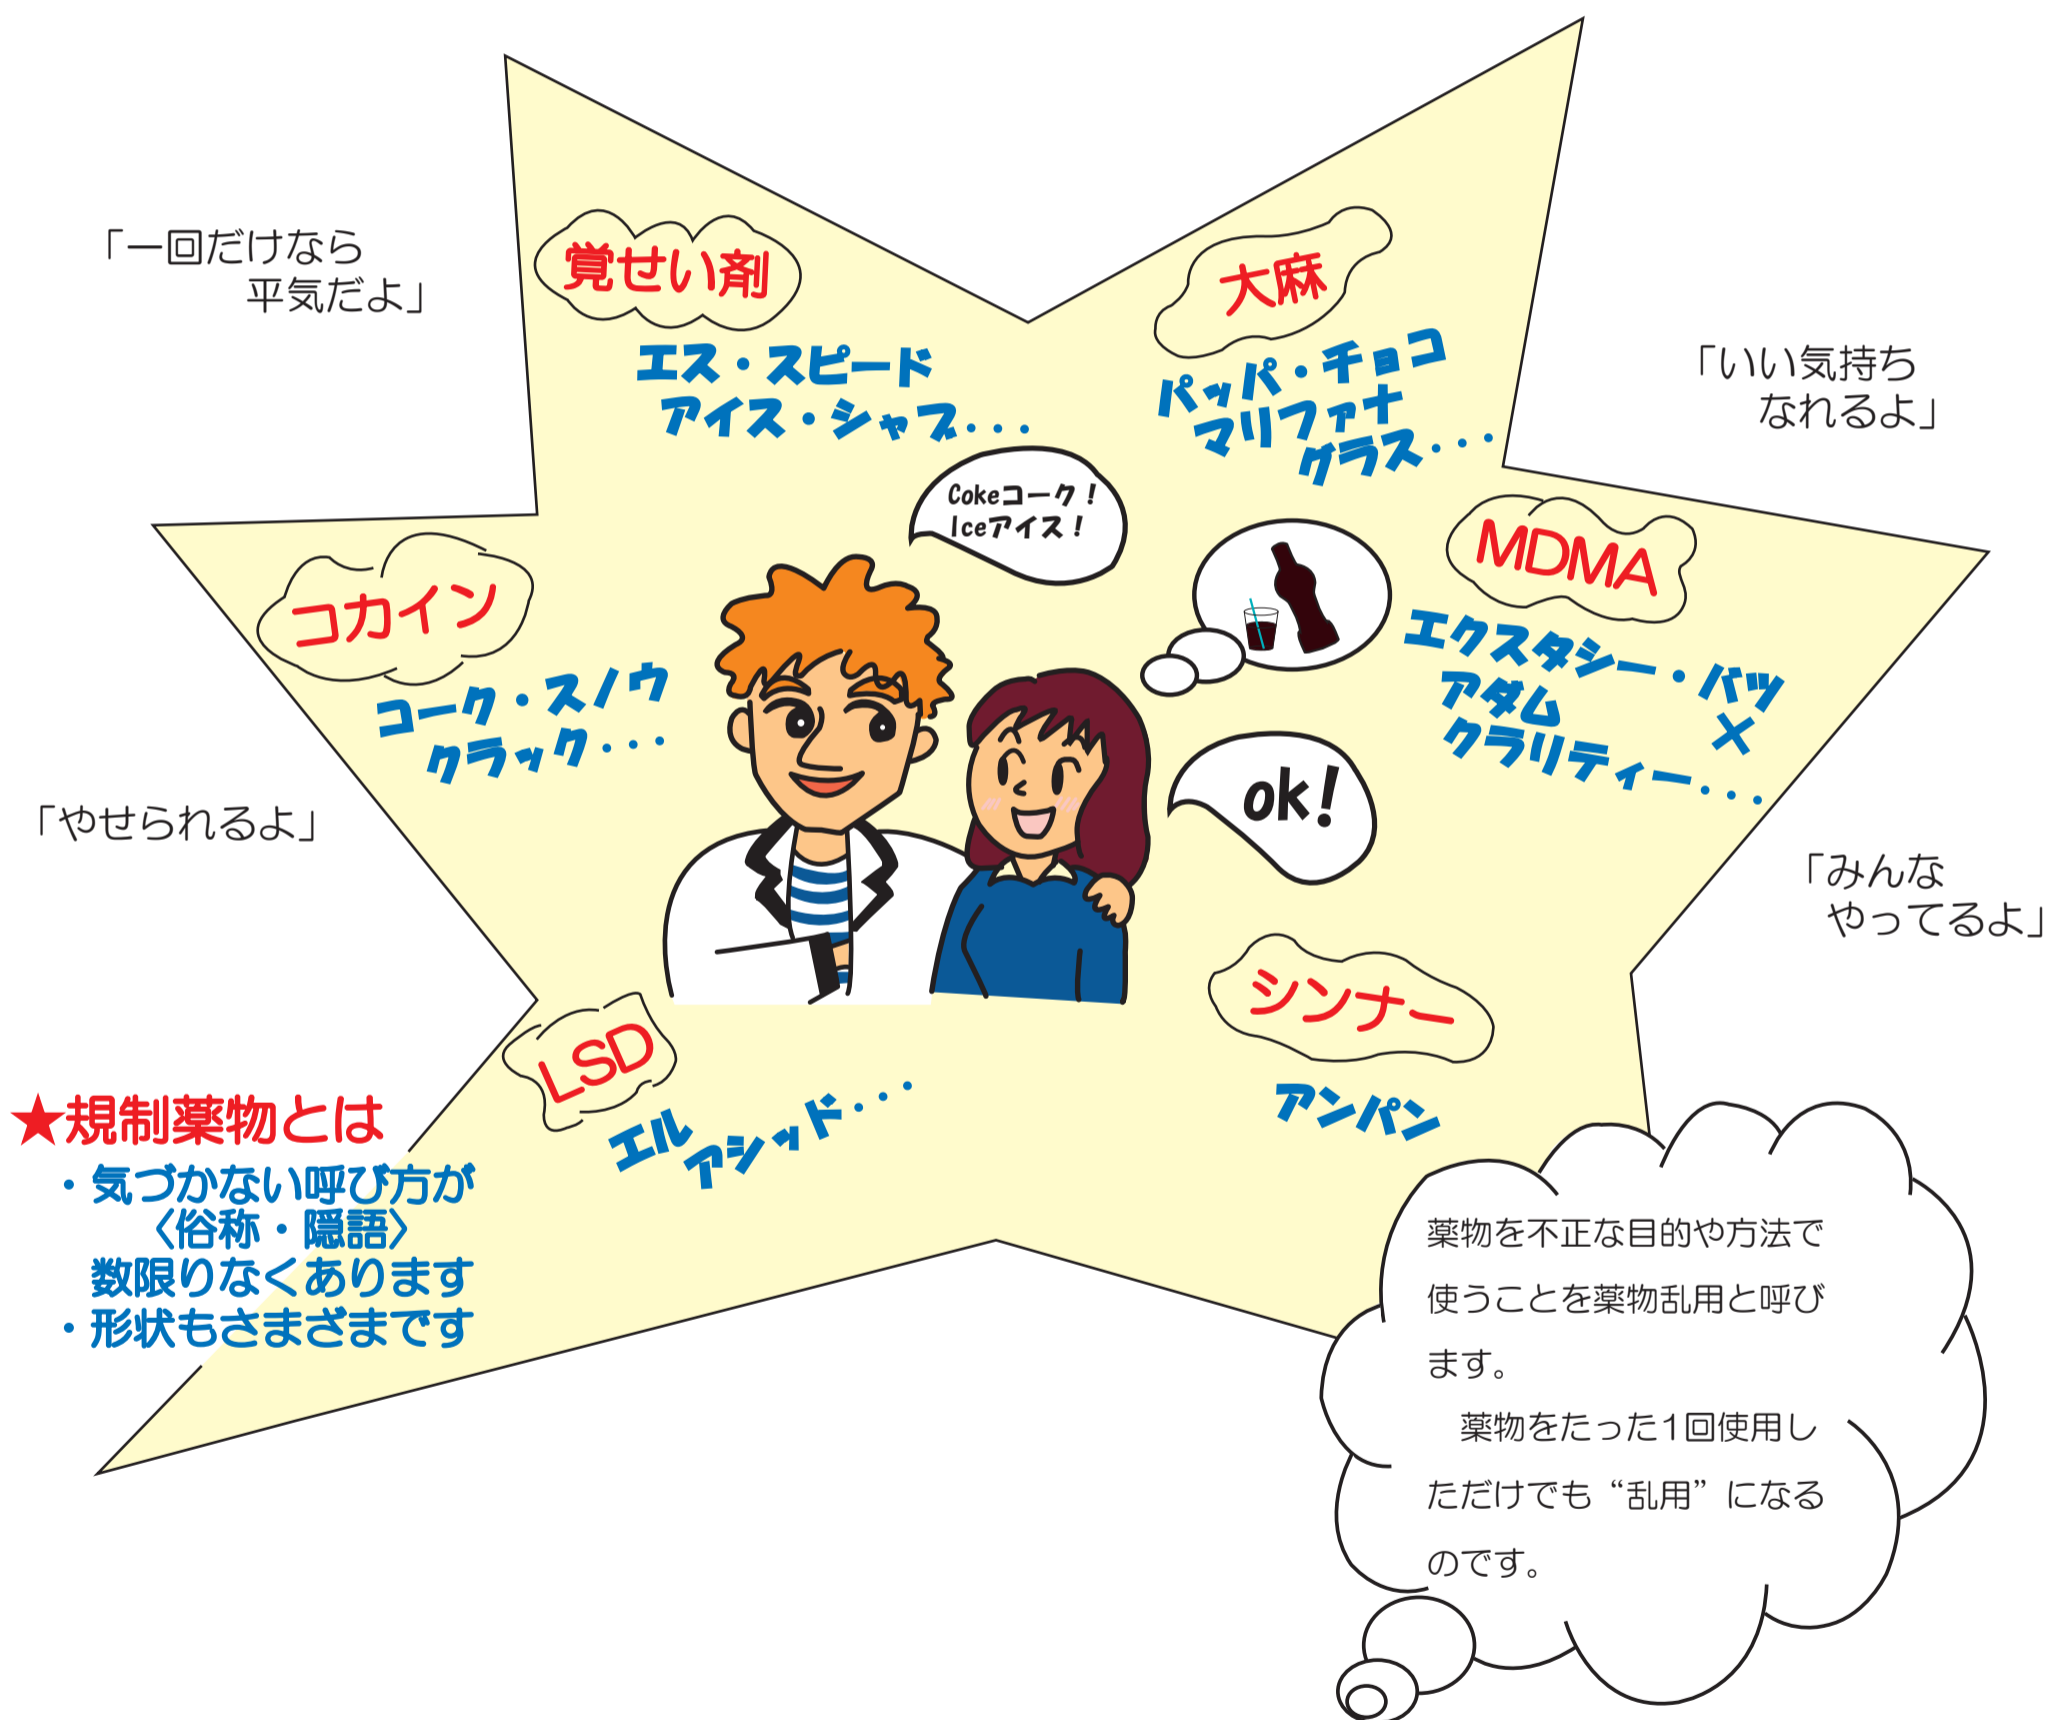 「一回だけなら
平気だよ」
覚せい剤
エス・スピード
アイス・シャブ・・・
大麻
パッパ・チョコ
マリファナ
グラス・・・
「いい気持ち
なれるよ」
Cokeコーク！
Iceアイス！
MDMA
エクスタシー・バツ
アダム ×
クラリティー・・・
コカイン
コーク・スノウ
クラック・・・
「やせられるよ」
ok!
「みんな
やってるよ」
シンナー
アンパン
LSD
エル
アシッド・・・
★規制薬物とは
・気づかない呼び方が
〈俗称・隠語〉
数限りなくあります
・形状もさまざまです
薬物を不正な目的や方法で
使うことを薬物乱用と呼び
ます。
薬物をたった1回使用し
ただけでも“乱用”になる
のです。